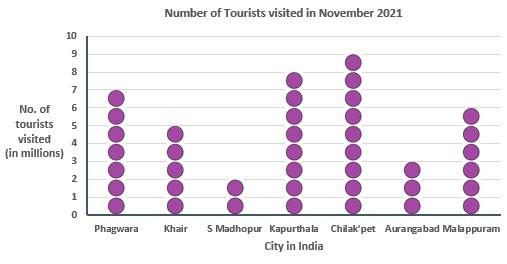 Number of Tourists visited in November 2021
10
9
8
7
6
5
4
3
2
1
0
No. of
tourists
visited
(in millions)
Phagwara Khair S Madhopur Kapurthala Chilak'pet Aurangabad Malappuram
City in India